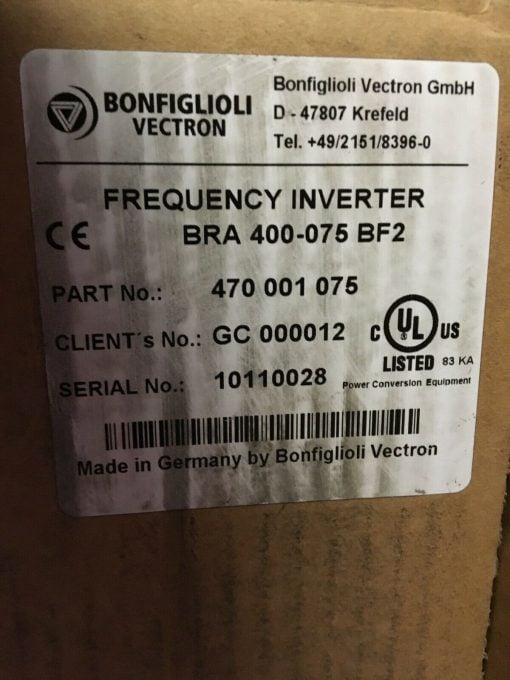 BONFIGLIOLI
VECTRON
Bonfiglioli Vectron GmbH
D - 47807 Krefeld
Tel. +49/2151/8396-0
FREQUENCY INVERTER
CE BRA 400-075 BF2
PART No.: 470 001 075
CLIENT´s No.: GC 000012
SERIAL No.: 10110028
C UL US
LISTED 83 KA
Power Conversion Equipment
Made in Germany by Bonfiglioli Vectron